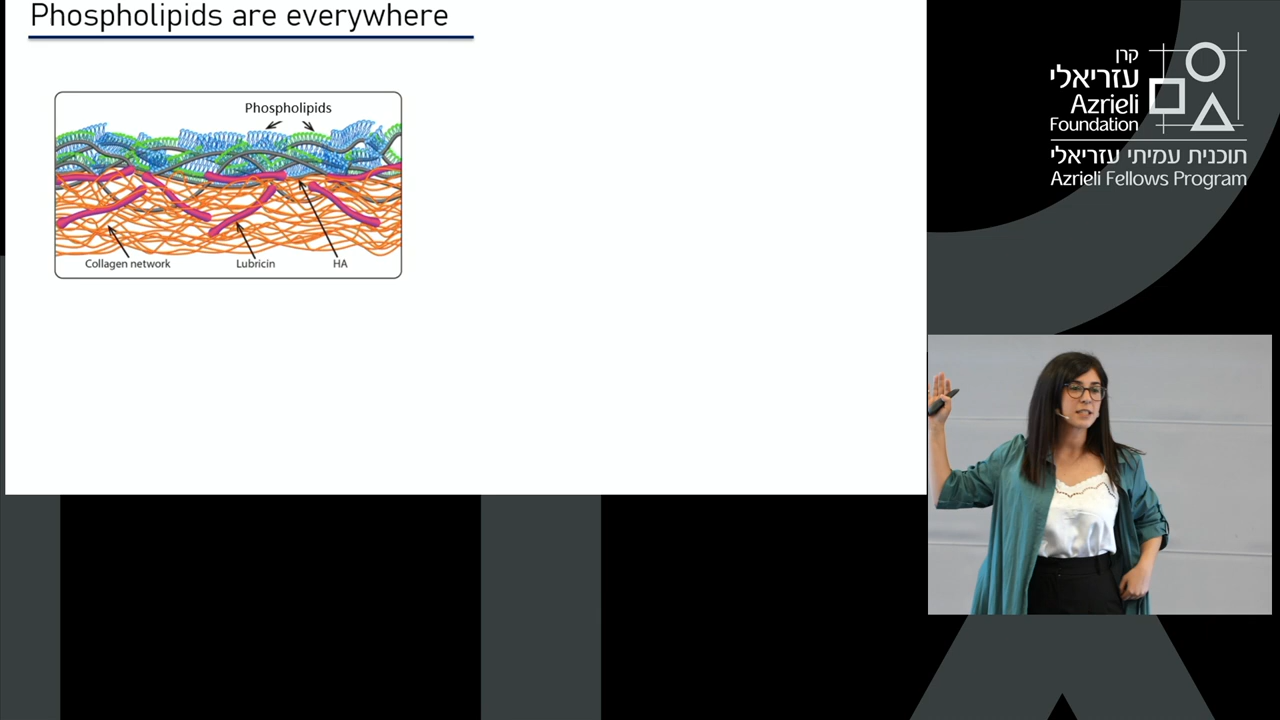 Phospholipids are everywhere
Phospholipids
Collagen network
Lubricin
HA
קרן
עזריאלי
Azrieli
Foundation
תוכנית עמיתי עזריאלי
Azrieli Fellows Program